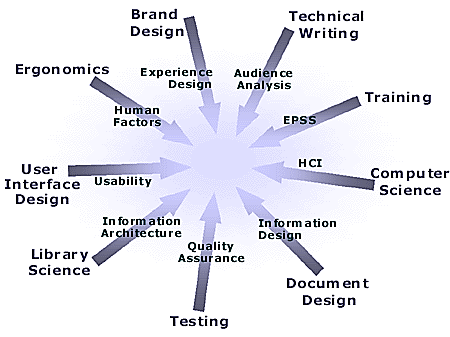 Brand
Design
Technical
Writing
Ergonomics
Experience
Design
Audience
Analysis
Training
Human
Factors
EPSS
User
Interface
Design
Usability
HCI
Computer
Science
Information
Architecture
Information
Design
Library
Science
Quality
Assurance
Document
Design
Testing